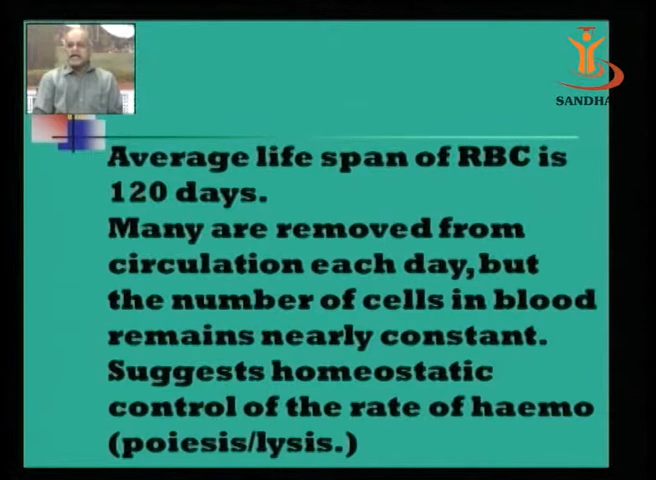 SANDHA
Average life span of RBC is
120 days.
Many are removed from
circulation each day, but
the number of cells in blood
remains nearly constant.
Suggests homeostatic
control of the rate of haemo
(poiesis/lysis.)